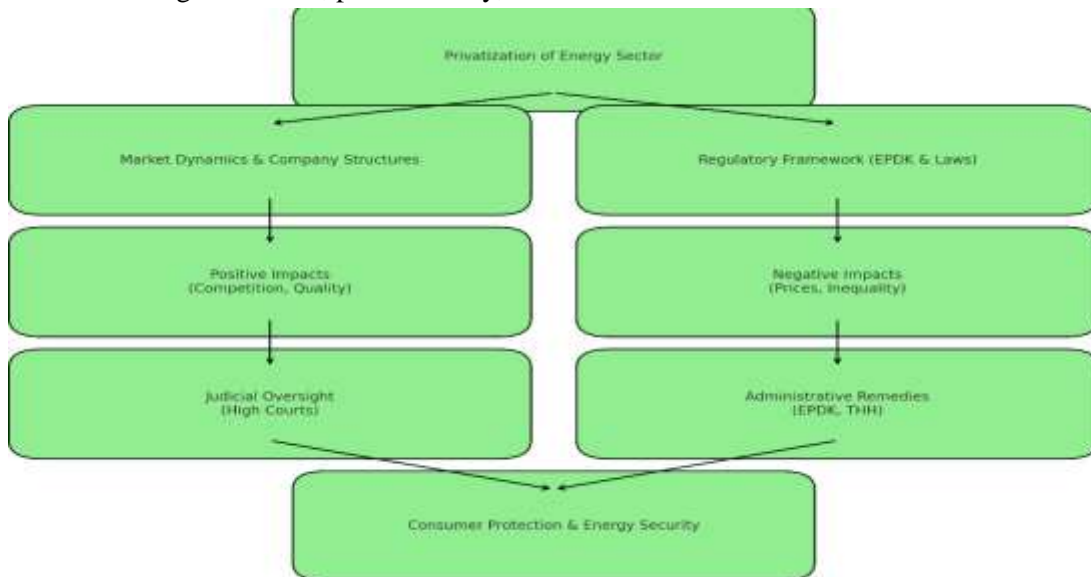 Privatization of Energy Sector
Market Dynamics & Company Structures
Regulatory Framework (EPDK & Laws)
Positive Impacts
(Competition, Quality)
Negative Impacts
(Prices, Inequality)
Judicial Oversight
(High Courts)
Administrative Remedies
(EPDK, THH)
Consumer Protection & Energy Security